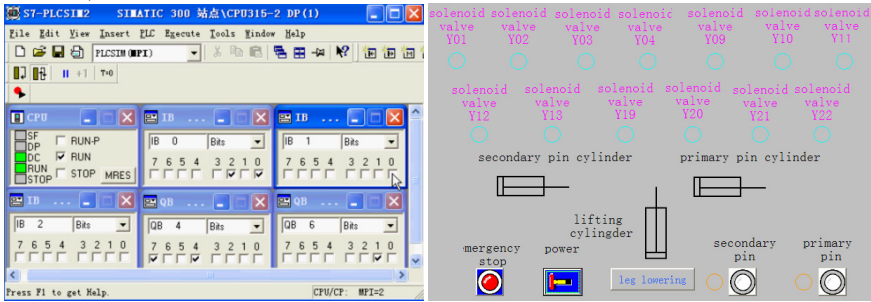 S7-PLCSIM2 SIMATIC 300 站点\CPU315-2 DP(1)
File Edit View Insert PLC Execute Tools Window Help
PLCSIM(MPI)
+1 T=0
CPU
SF
DP
DC
RUN
STOP
RUN-P
RUN
STOP MRES
IB ...
IB 0 Bits
7 6 5 4 3 2 1 0
IB ...
IB 1 Bits
7 6 5 4 3 2 1 0
IB ...
IB 2 Bits
7 6 5 4 3 2 1 0
QB ...
QB 4 Bits
7 6 5 4 3 2 1 0
QB ...
QB 6 Bits
7 6 5 4 3 2 1 0
Press F1 to get Help.
CPU/CP: MPI=2
solenoid solenoid solenoid solenoid solenoid solenoid solenoid
valve valve valve valve valve valve valve
Y01 Y02 Y03 Y04 Y09 Y10 Y11
solenoid solenoid solenoid solenoid solenoid solenoid
valve valve valve valve valve valve
Y12 Y13 Y19 Y20 Y21 Y22
secondary pin cylinder primary pin cylinder
lifting
cylingder
mergency
stop
power
leg lowering
secondary
pin
primary
pin